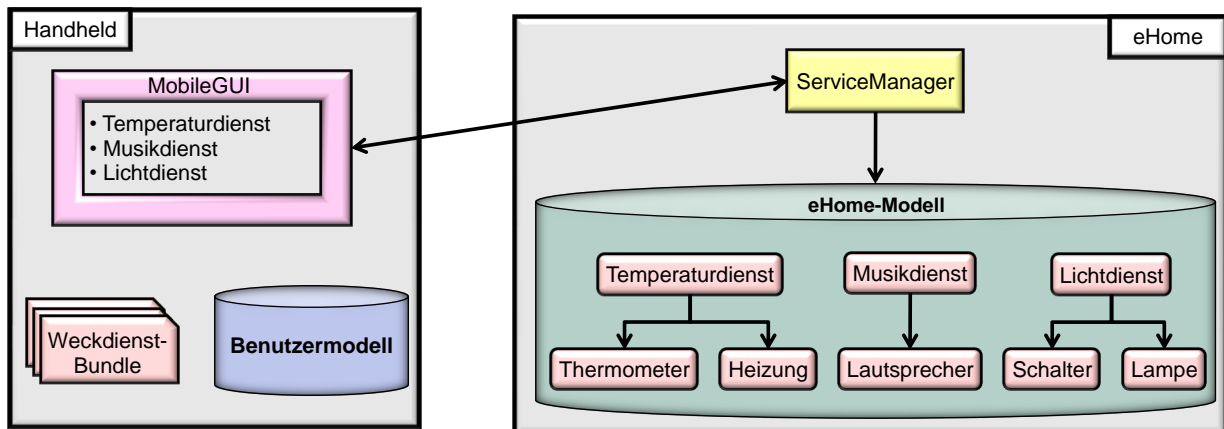 Handheld
MobileGUI
• Temperaturdienst
• Musikdienst
• Lichtdienst
Weckdienst-
Bundle
Benutzermodell
eHome
ServiceManager
eHome-Modell
Temperaturdienst
Musikdienst
Lichtdienst
Thermometer
Heizung
Lautsprecher
Schalter
Lampe